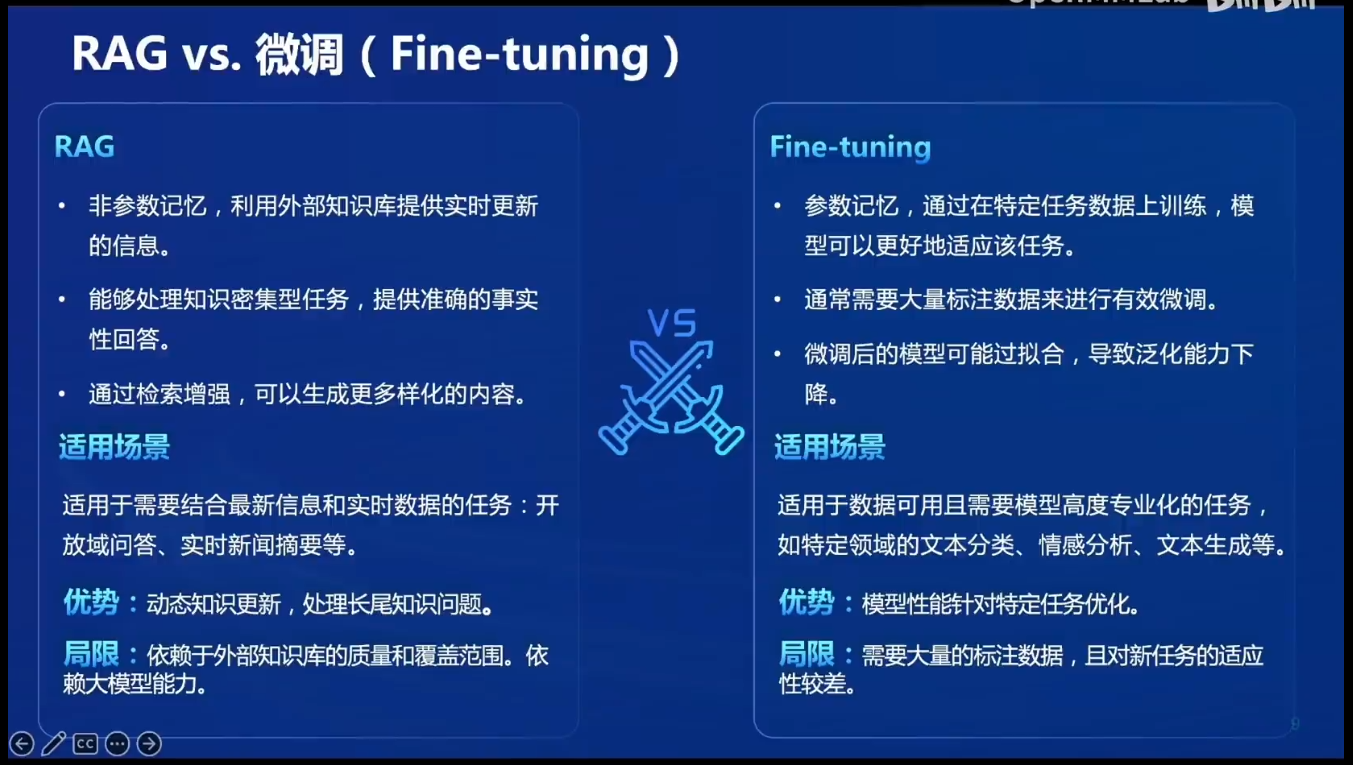 RAG vs. 微调（Fine-tuning）
RAG
• 非参数记忆，利用外部知识库提供实时更新
的信息。
• 能够处理知识密集型任务，提供准确的事实
性回答。
• 通过检索增强，可以生成更多样化的内容。
适用场景
适用于需要结合最新信息和实时数据的任务：开
放域问答、实时新闻摘要等。
优势：动态知识更新，处理长尾知识问题。
局限：依赖于外部知识库的质量和覆盖范围。依
赖大模型能力。
VS
Fine-tuning
• 参数记忆，通过在特定任务数据上训练，模
型可以更好地适应该任务。
• 通常需要大量标注数据来进行有效微调。
• 微调后的模型可能过拟合，导致泛化能力下
降。
适用场景
适用于数据可用且需要模型高度专业化的任务，
如特定领域的文本分类、情感分析、文本生成等。
优势：模型性能针对特定任务优化。
局限：需要大量的标注数据，且对新任务的适应
性较差。
9
CC